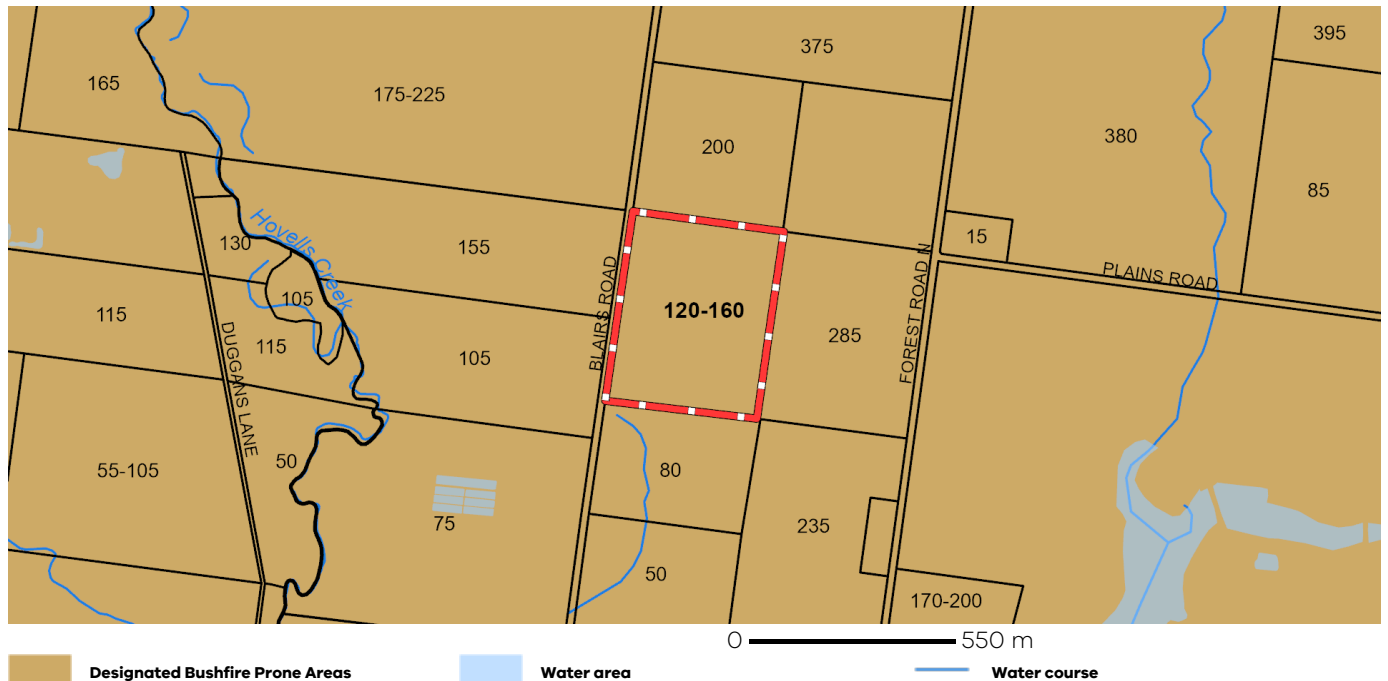 395
375
165
175-225
380
200
85
130
Hovells Creek
155
15
PLAINS ROAD
105
120-160
BLAIRS ROAD
FOREST ROAD N
115
115
105
285
DUGGANS LANE
55-105
50
75
80
235
50
170-200
0 550 m
Designated Bushfire Prone Areas
Water area
Water course